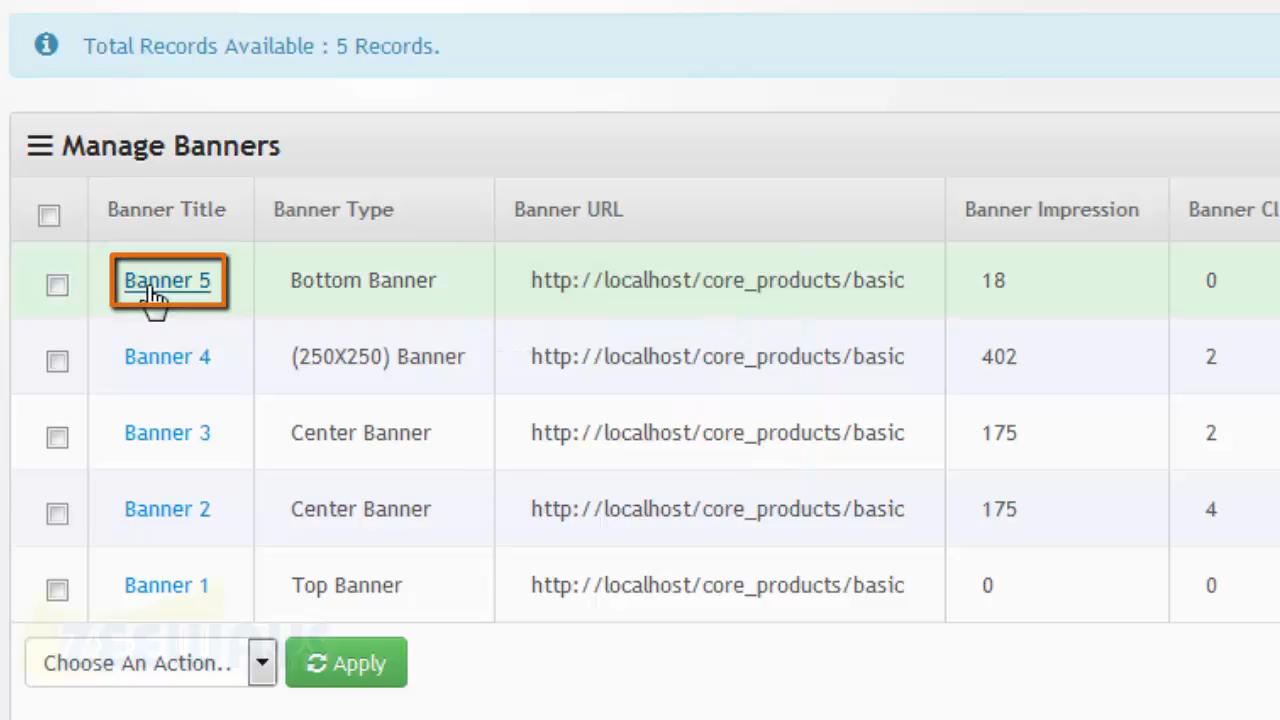 Total Records Available : 5 Records.
Manage Banners
Banner Title Banner Type Banner URL Banner Impression Banner Cl
Banner 5 Bottom Banner http://localhost/core_products/basic 18 0
Banner 4 (250X250) Banner http://localhost/core_products/basic 402 2
Banner 3 Center Banner http://localhost/core_products/basic 175 2
Banner 2 Center Banner http://localhost/core_products/basic 175 4
Banner 1 Top Banner http://localhost/core_products/basic 0 0
Choose An Action.. Apply